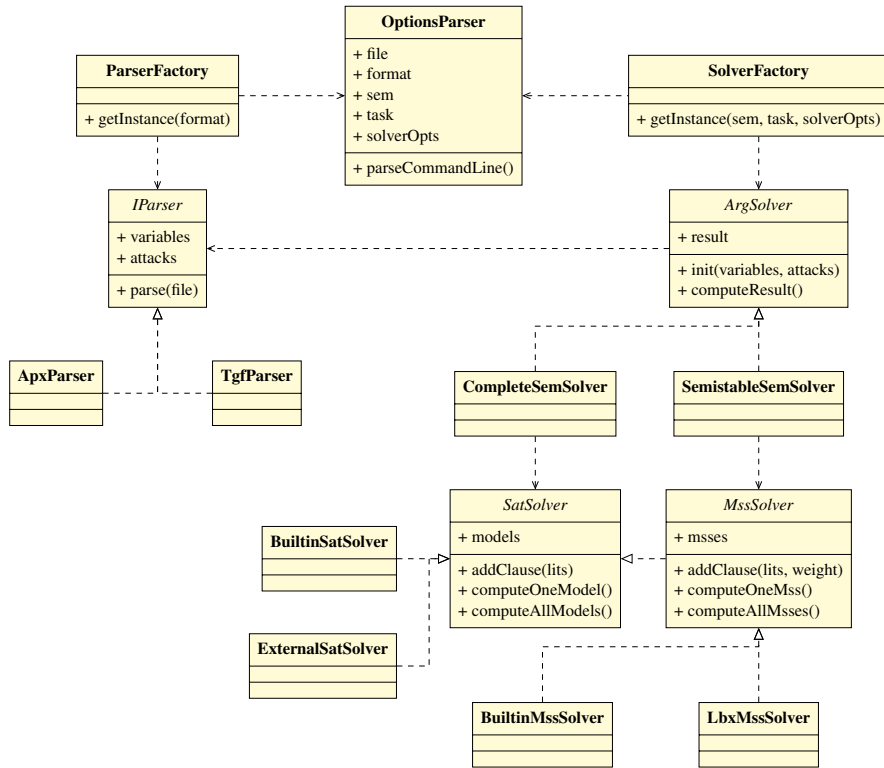 OptionsParser
+ file
+ format
+ sem
+ task
+ solverOpts
+ parseCommandLine()
ParserFactory
+ getInstance(format)
SolverFactory
+ getInstance(sem, task, solverOpts)
IParser
+ variables
+ attacks
+ parse(file)
ArgSolver
+ result
+ init(variables, attacks)
+ computeResult()
ApxParser
TgfParser
CompleteSemSolver
SemistableSemSolver
SatSolver
+ models
+ addClause(lits)
+ computeOneModel()
+ computeAllModels()
MssSolver
+ msses
+ addClause(lits, weight)
+ computeOneMss()
+ computeAllMsses()
BuiltinSatSolver
ExternalSatSolver
BuiltinMssSolver
LbxMssSolver